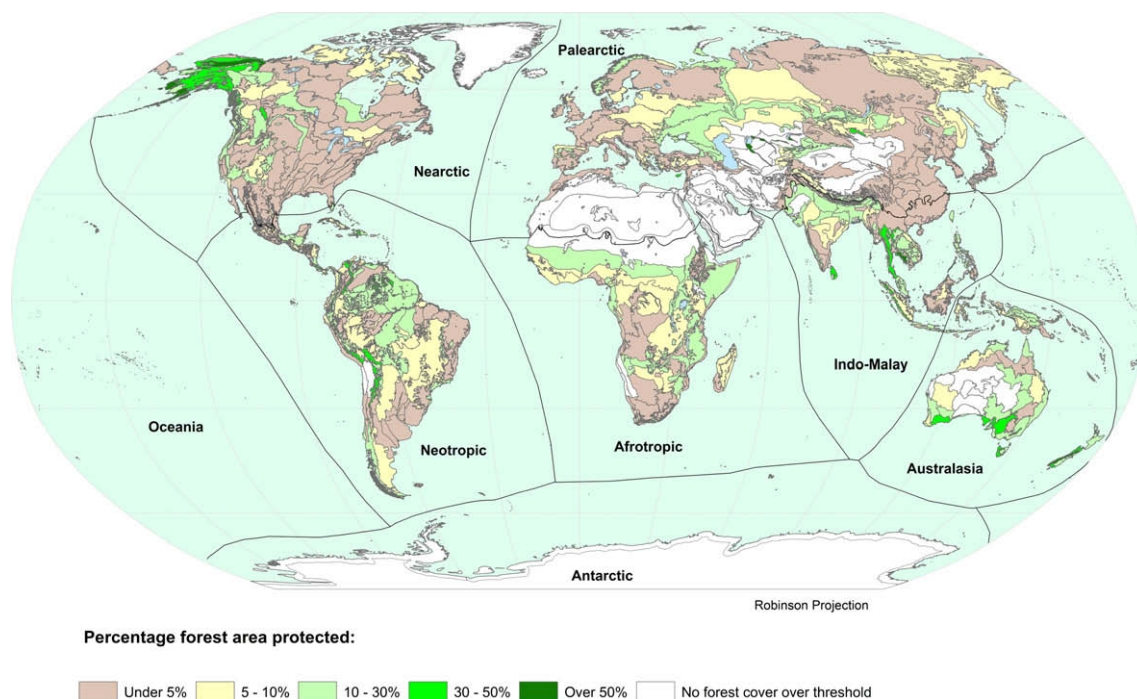 Palearctic
Nearctic
Indo-Malay
Oceania
Neotropic
Afrotropic
Australasia
Antarctic
Robinson Projection
Percentage forest area protected:
Under 5% 5 - 10% 10 - 30% 30 - 50% Over 50% No forest cover over threshold